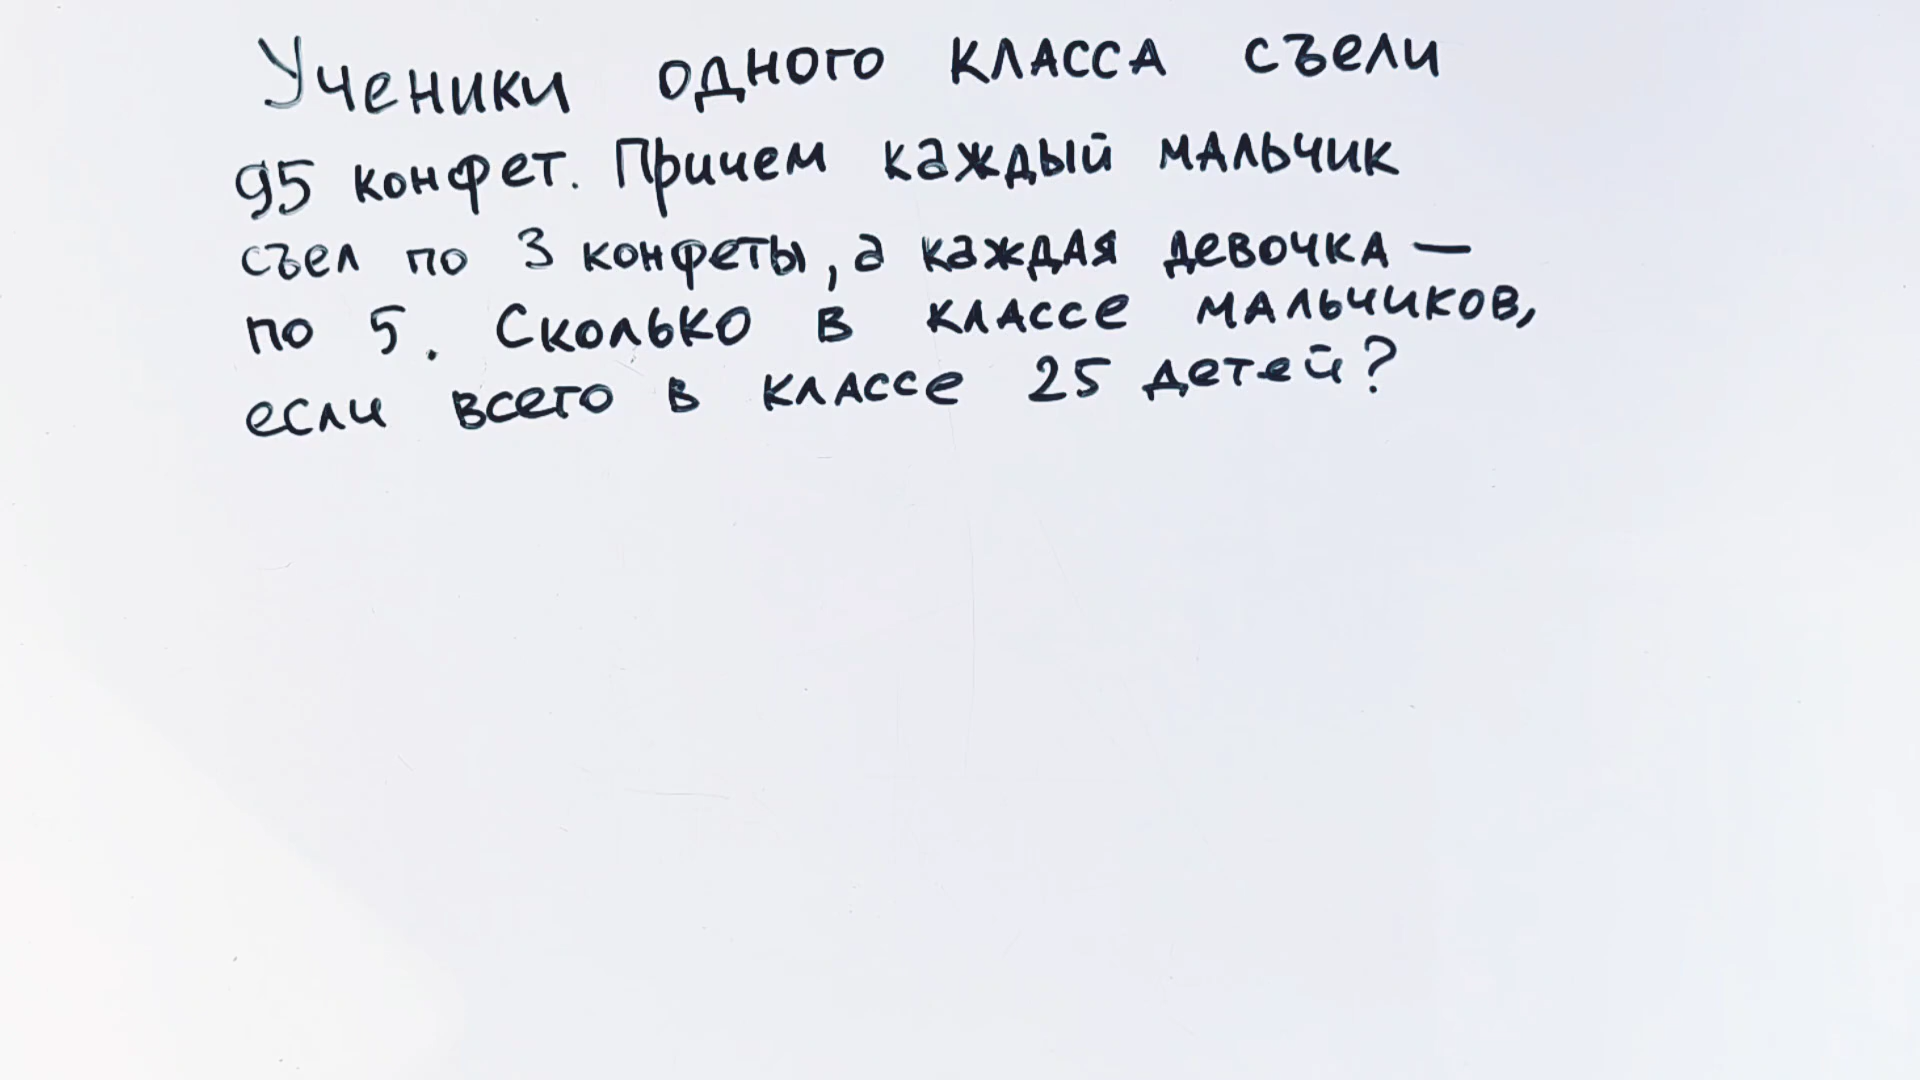 Ученики одного класса съели
95 конфет. Причем каждый мальчик
съел по 3 конфеты, а каждая девочка —
по 5. Сколько в классе мальчиков,
если всего в классе 25 детей?